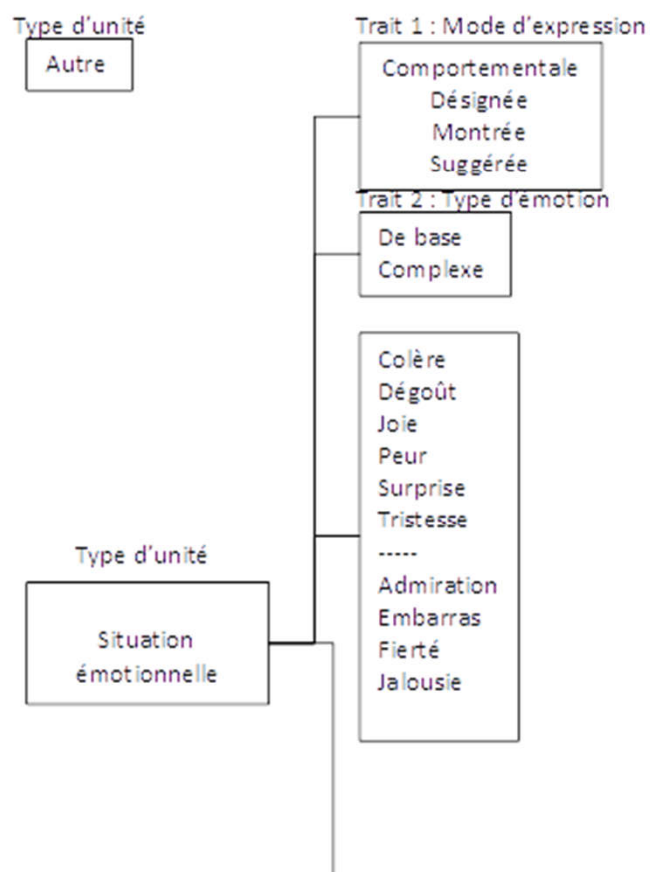 Type d'unité
Autre
Trait 1 : Mode d'expression
Comportementale
Désignée
Montrée
Suggérée
Trait 2 : Type d'émotion
De base
Complexe
Colère
Dégoût
Joie
Peur
Surprise
Tristesse
-----
Admiration
Embarras
Fierté
Jalousie
Type d'unité
Situation
émotionnelle